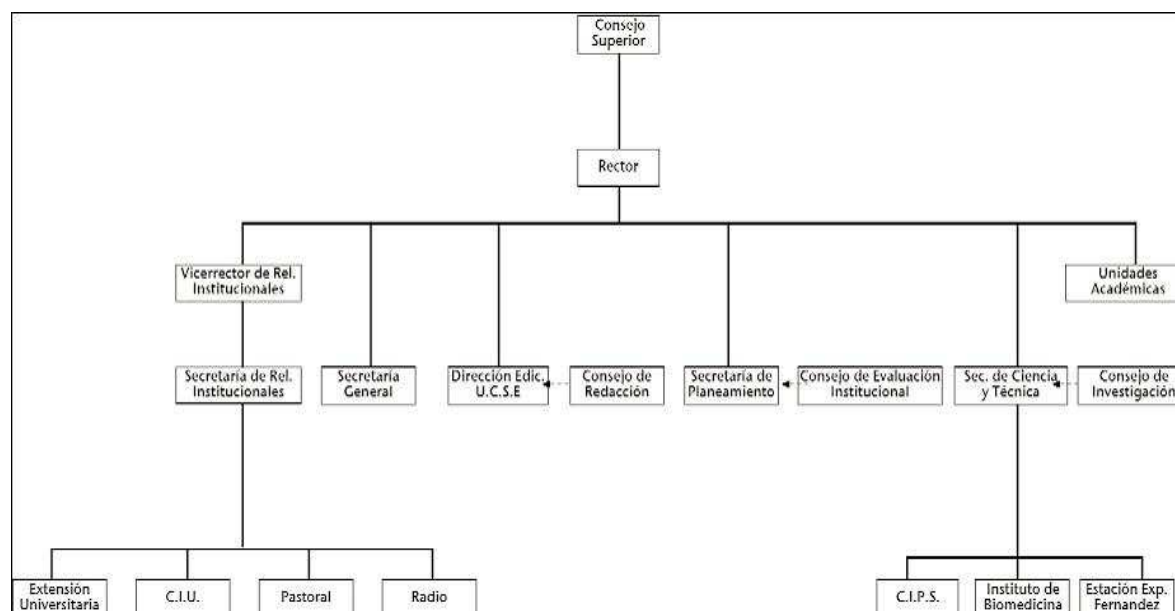 Consejo
Superior
Rector
Vicerrector de Rel.
Institucionales
Unidades
Académicas
Secretaría de Rel.
Institucionales
Secretaría
General
Dirección Edic.
U.C.S.E
Consejo de
Redacción
Secretaría de
Planeamiento
Consejo de Evaluación
Institucional
Sec. de Ciencia
y Técnica
Consejo de
Investigación
Extensión
Universitaria
C.I.U.
Pastoral
Radio
C.I.P.S.
Instituto de
Biomedicina
Estación Exp.
Fernandez